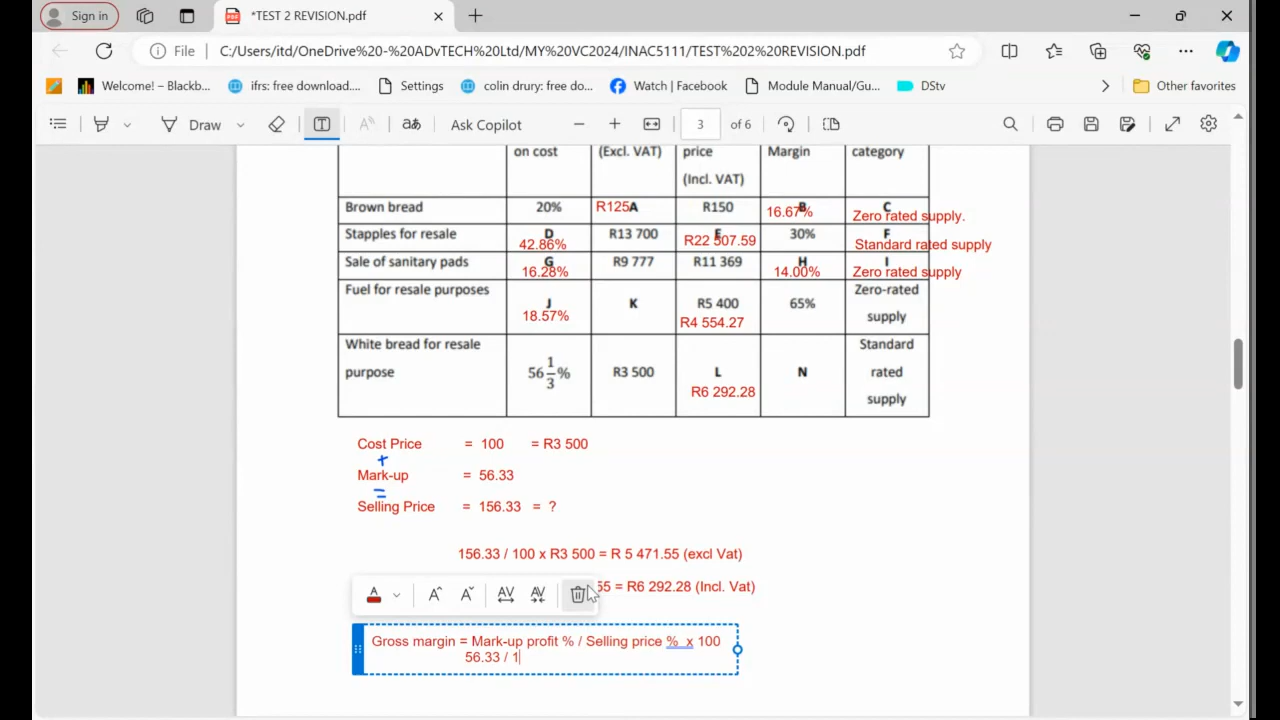 Sign in
*TEST 2 REVISION.pdf
File C:/Users/itd/OneDrive%20-%20ADvTECH%20Ltd/MY%20VC2024/INAC5111/TEST%202%20REVISION.pdf
Welcome! – Blackb... ifrs: free download.... Settings colin drury: free do... Watch | Facebook Module Manual/Gu... DStv Other favorites
Draw Ask Copilot 3 of 6
on cost (Excl. VAT) price (Incl. VAT) Margin category
Brown bread 20% R125 A R150 B 16.67% C Zero rated supply.
Stapples for resale D 42.86% R13 700 E R22 507.59 30% F Standard rated supply
Sale of sanitary pads G 16.28% R9 777 R11 369 H 14.00% I Zero rated supply
Fuel for resale purposes J 18.57% K R5 400 R4 554.27 65% Zero-rated supply
White bread for resale purpose 56 1/3% R3 500 L R6 292.28 N Standard rated supply
Cost Price = 100 = R3 500
+
Mark-up = 56.33
=
Selling Price = 156.33 = ?
156.33 / 100 x R3 500 = R 5 471.55 (excl Vat)
55 = R6 292.28 (Incl. Vat)
Gross margin = Mark-up profit % / Selling price % x 100
56.33 / 1